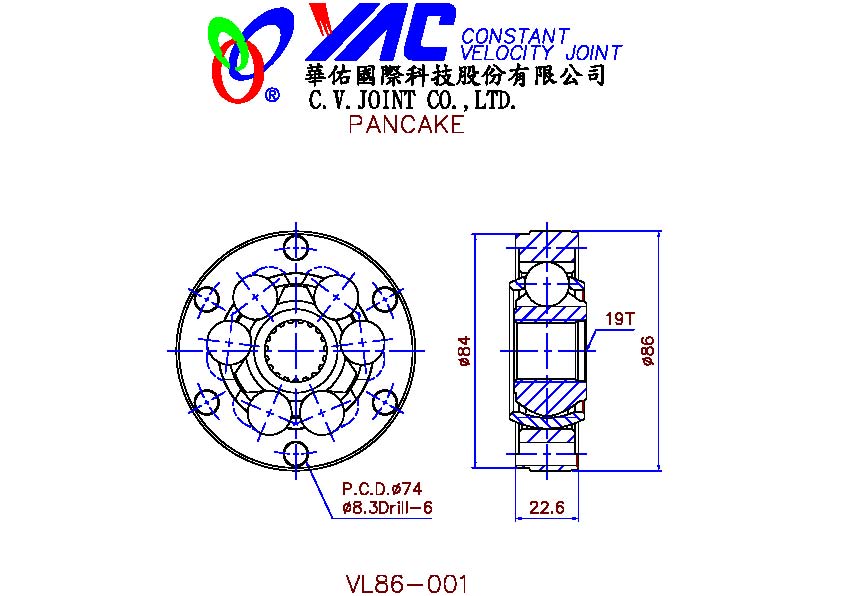 YAC CONSTANT
VELOCITY JOINT
®
華佑國際科技股份有限公司
C.V.JOINT CO.,LTD.
PANCAKE
19T
ø84
ø86
P.C.D.ø74
ø8.3Drill-6
22.6
VL86-001